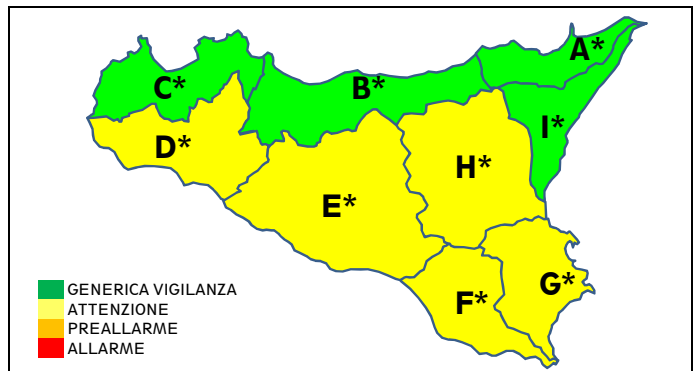 A*
C*
B*
I*
D*
H*
E*
G*
F*
GENERICA VIGILANZA
ATTENZIONE
PREALLARME
ALLARME